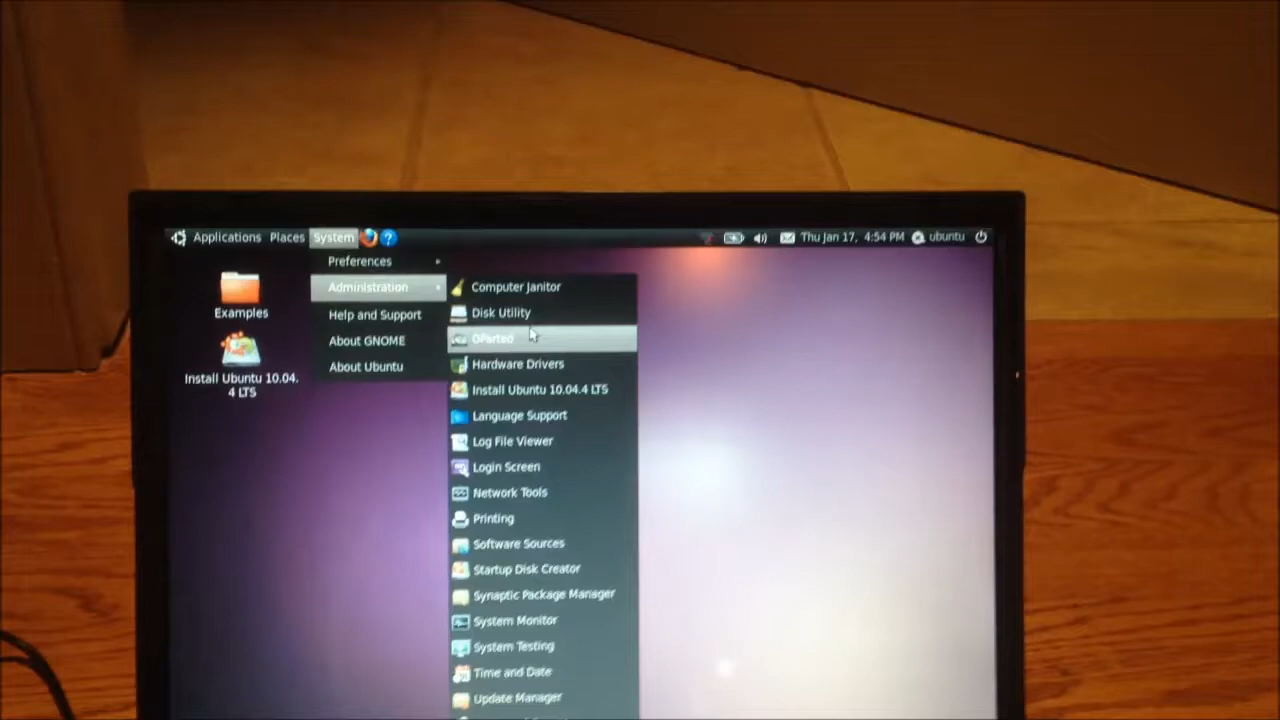 Applications Places System Thu Jan 17, 4:54 PM ubuntu
Preferences
Administration
Help and Support
About GNOME
About Ubuntu
Examples
Install Ubuntu 10.04.
4 LTS
Computer Janitor
Disk Utility
GParted
Hardware Drivers
Install Ubuntu 10.04.4 LTS
Language Support
Log File Viewer
Login Screen
Network Tools
Printing
Software Sources
Startup Disk Creator
Synaptic Package Manager
System Monitor
System Testing
Time and Date
Update Manager